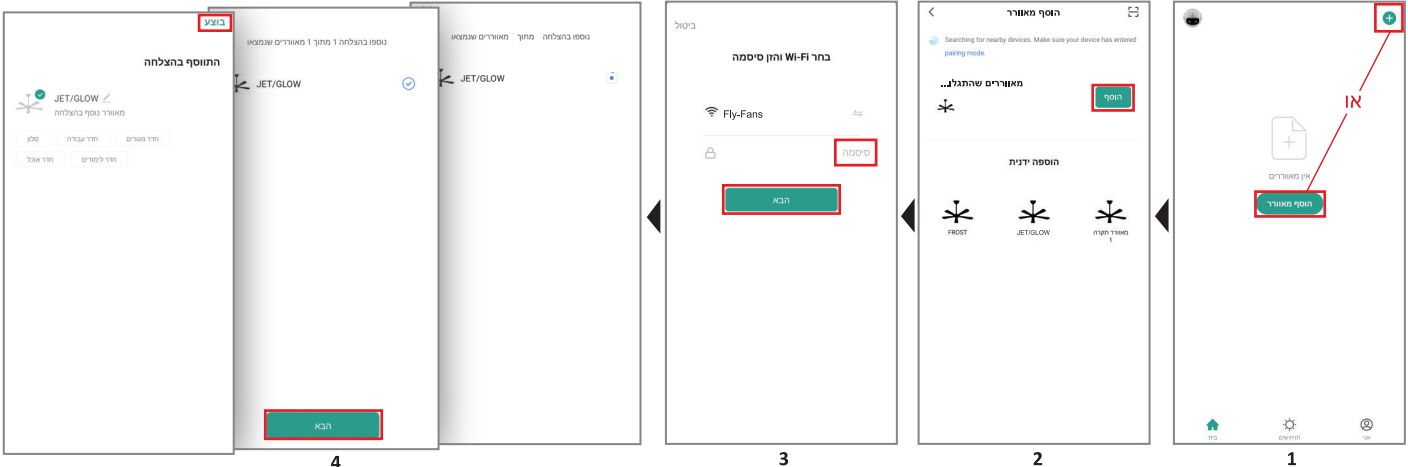 או
אין מאווררים
הוסף מאוורר
בית
תרחישים
אני
1
הוסף מאוורר
Searching for nearby devices. Make sure your device has entered
pairing mode.
מאווררים שהתגלו...
הוסף
הוספה ידנית
מאוורר תקרה
1
JET/GLOW
FROST
2
ביטול
בחר Wi-Fi והזן סיסמה
Fly-Fans
סיסמה
הבא
3
נוספו בהצלחה מתוך מאווררים שנמצאו
JET/GLOW
נוספו בהצלחה 1 מתוך 1 מאווררים שנמצאו
JET/GLOW
הבא
בוצע
התווסף בהצלחה
JET/GLOW
מאוורר נוסף בהצלחה
חדר מגורים חדר עבודה סלון
חדר לימודים חדר אוכל
4